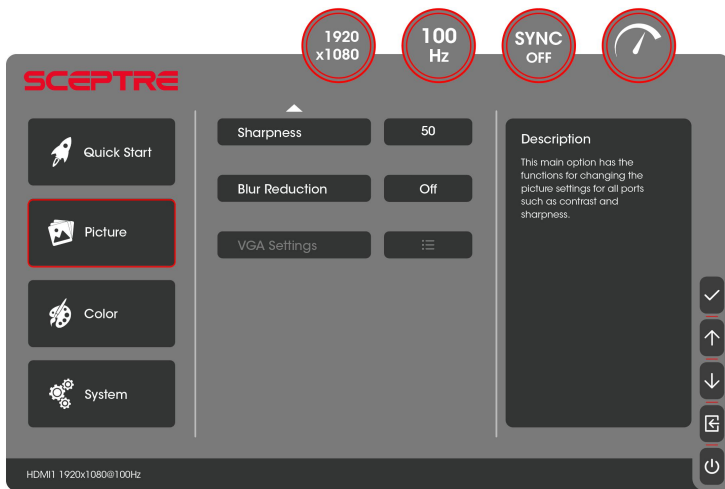 1920
x1080
100
Hz
SYNC
OFF
SCEPTRE
Quick Start
Picture
Color
System
Sharpness 50
Blur Reduction Off
VGA Settings
Description
This main option has the
functions for changing the
picture settings for all ports
such as contrast and
sharpness.
HDMI1 1920x1080@100Hz